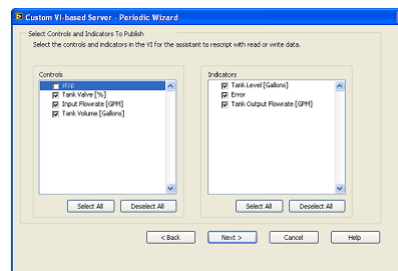 Custom VI-based Server - Periodic Wizard
Select Controls and Indicators To Publish
Select the controls and indicators in the VI for the assistant to rescript with read or write data.
Controls
stop
Tank Valve [%]
Input Flowrate [GPM]
Tank Volume [Gallons]
Select All
Deselect All
Indicators
Tank Level [Gallons]
Error
Tank Output Flowrate [GPM]
Select All
Deselect All
< Back
Next >
Cancel
Help